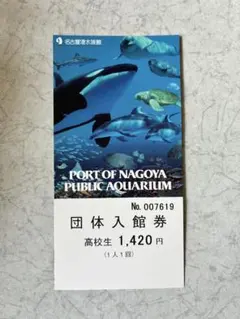 名古屋港水族館
PORT OF NAGOYA
PUBLIC AQUARIUM
No. 007619
団体入館券
高校生 1,420円
(1人1回)